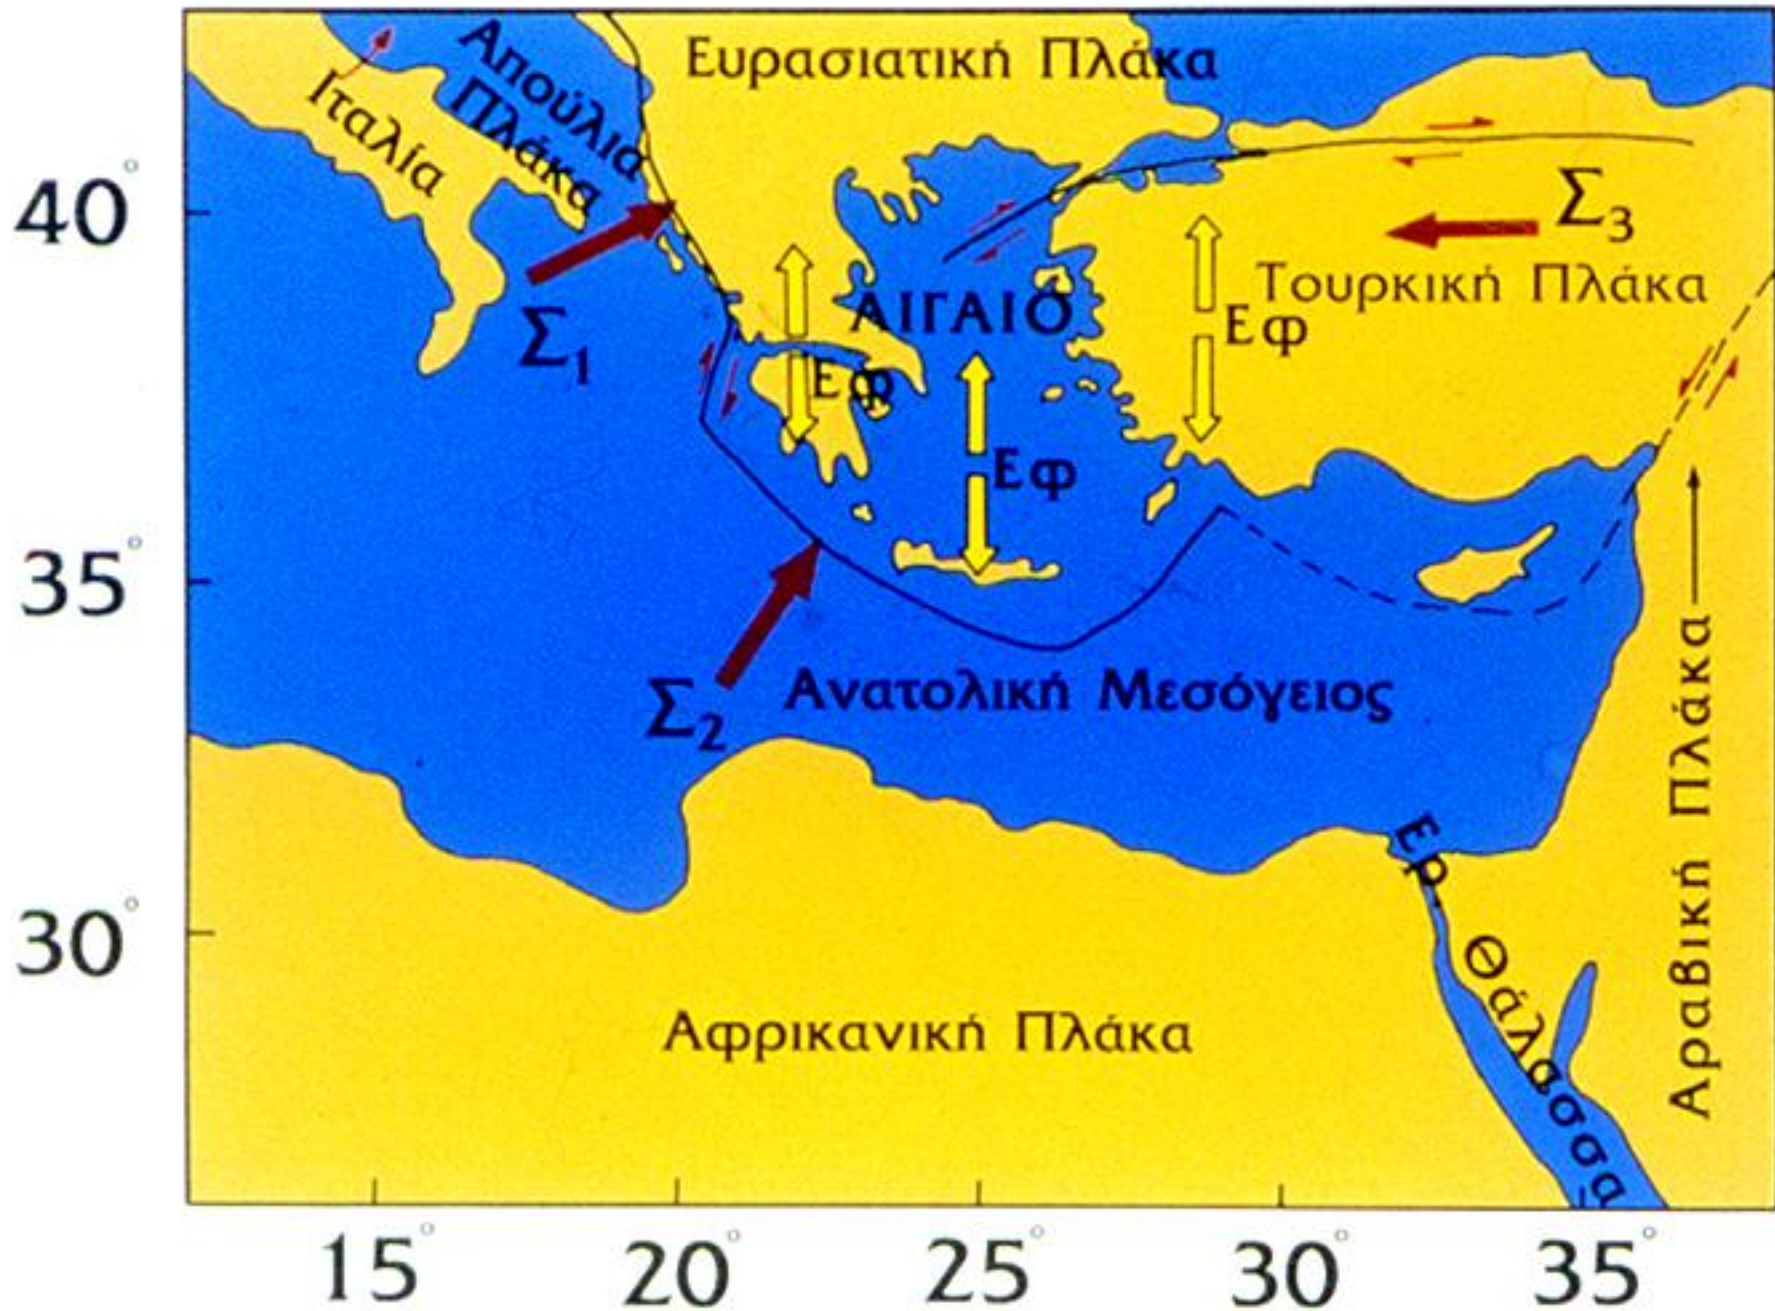 Απούλια
Πλάκα
Ιταλία
Ευρασιατική Πλάκα
40°
Σ3
Τουρκική Πλάκα
ΑΙΓΑΙΟ
Σ1
Εφ
Εφ
Εφ
35°
Σ2
Ανατολική Μεσόγειος
Αραβική Πλάκα
Ερ. Θάλασσα
30°
Αφρικανική Πλάκα
15° 20° 25° 30° 35°